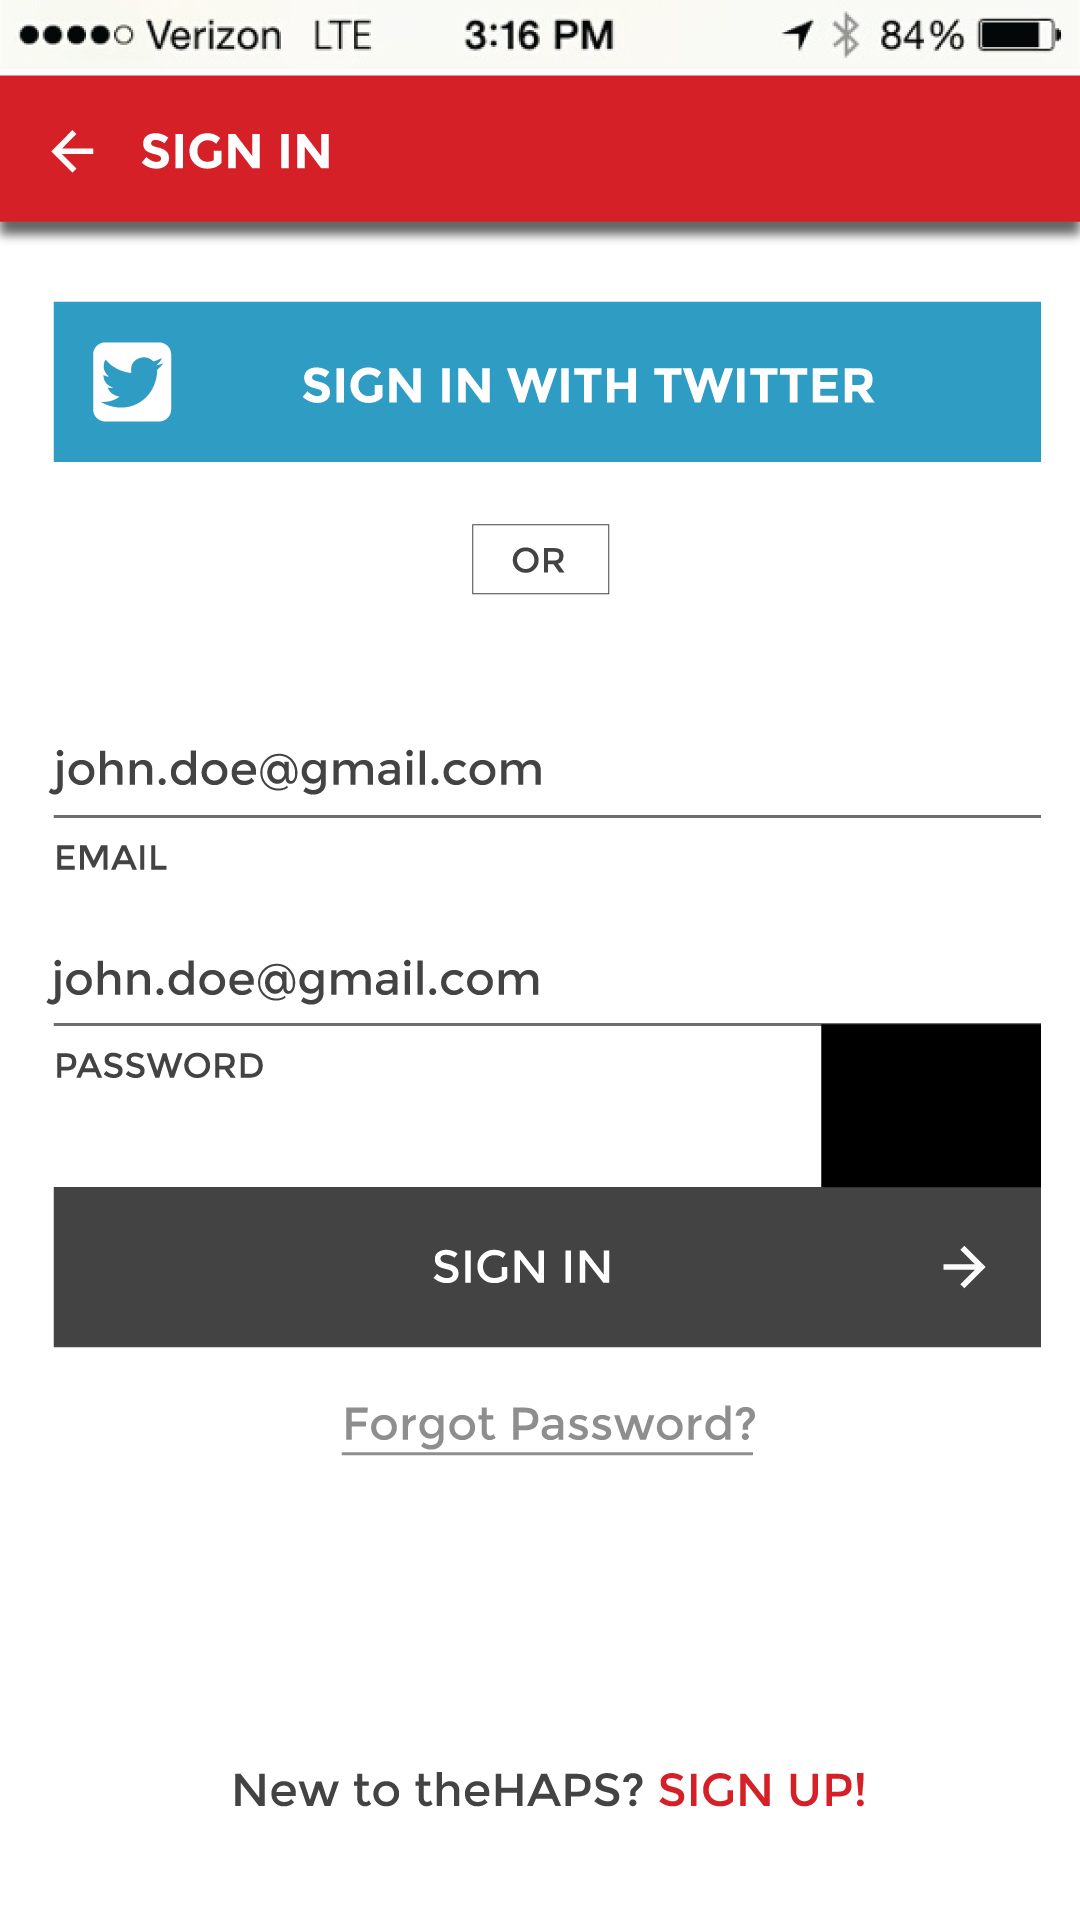 Verizon LTE 3:16 PM 84%
SIGN IN
SIGN IN WITH TWITTER
OR
john.doe@gmail.com
EMAIL
john.doe@gmail.com
PASSWORD
SIGN IN
Forgot Password?
New to theHAPS? SIGN UP!